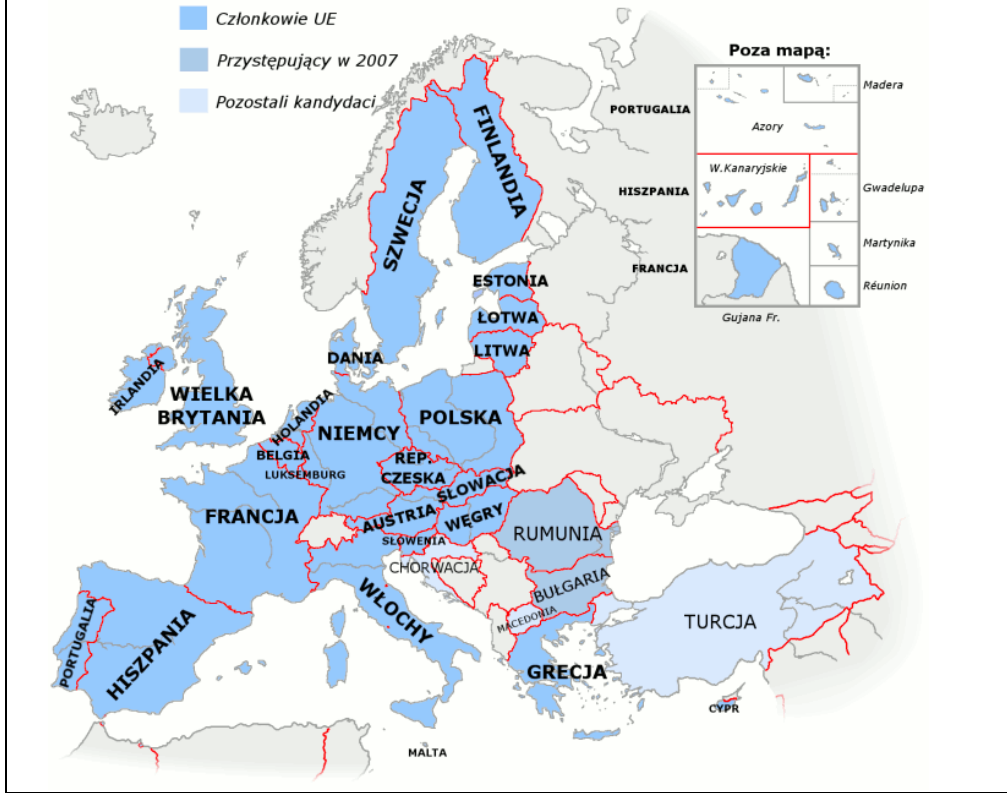 Członkowie UE
Przystępujący w 2007
Pozostali kandydaci
Poza mapą:
PORTUGALIA
Madera
Azory
HISZPANIA
W.Kanaryjskie
Gwadelupa
Martynika
FRANCJA
Réunion
Gujana Fr.
FINLANDIA
SZWECJA
ESTONIA
ŁOTWA
LITWA
DANIA
IRLANDIA
WIELKA
BRYTANIA
HOLANDIA
NIEMCY
POLSKA
BELGIA
LUKSEMBURG
REP.
CZESKA
SŁOWACJA
FRANCJA
AUSTRIA
WĘGRY
SŁOWENIA
RUMUNIA
CHORWACJA
BUŁGARIA
WŁOCHY
MACEDONIA
TURCJA
PORTUGALIA
HISZPANIA
GRECJA
CYPR
MALTA